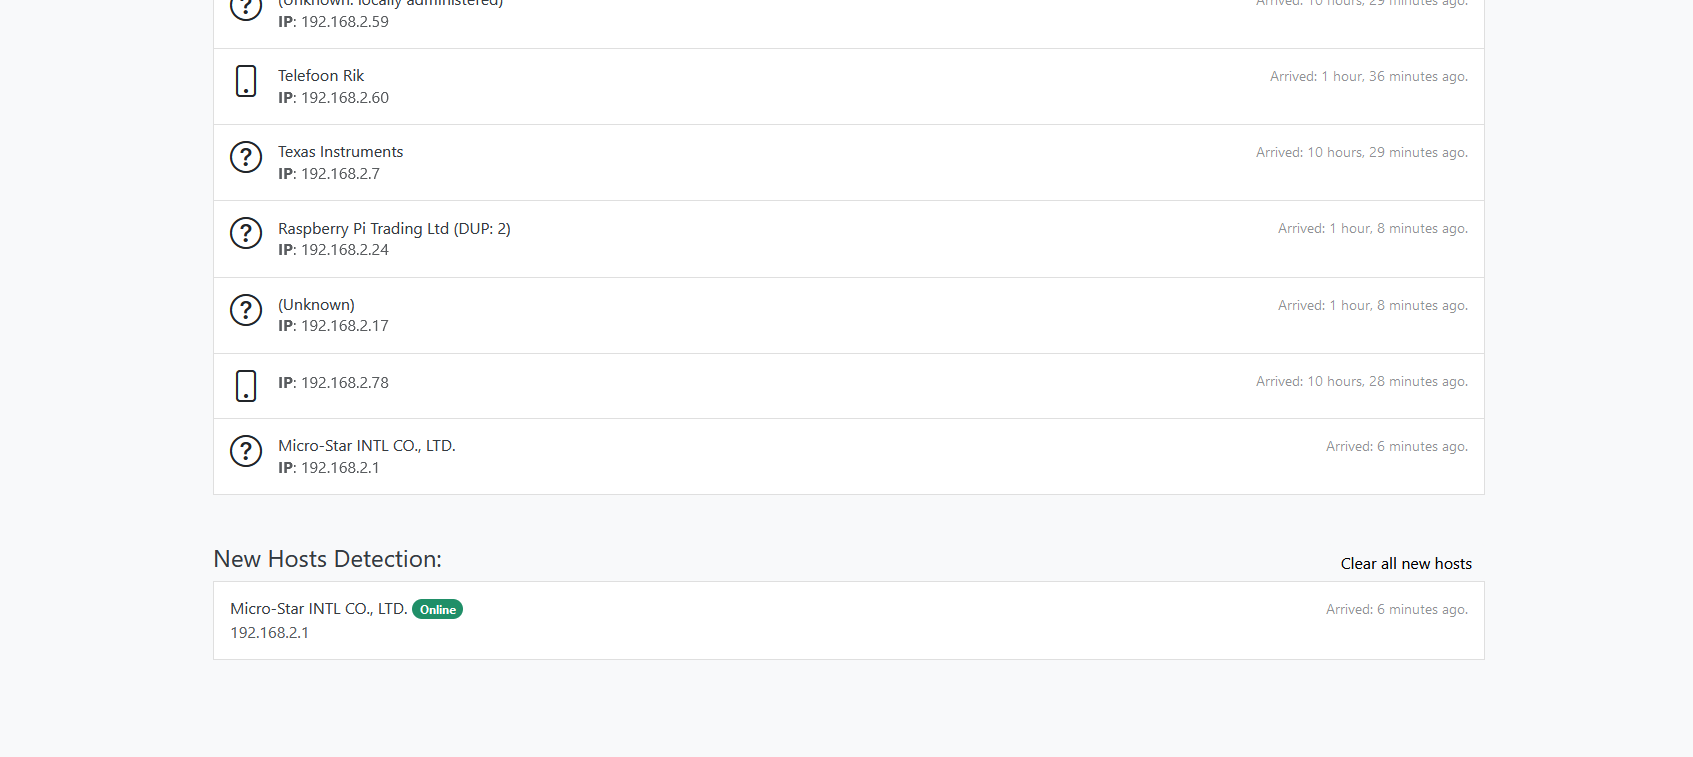 (Unknown: locally administered)
Arrived: 10 hours, 29 minutes ago.
IP: 192.168.2.59
Telefoon Rik
Arrived: 1 hour, 36 minutes ago.
IP: 192.168.2.60
Texas Instruments
Arrived: 10 hours, 29 minutes ago.
IP: 192.168.2.7
Raspberry Pi Trading Ltd (DUP: 2)
Arrived: 1 hour, 8 minutes ago.
IP: 192.168.2.24
(Unknown)
Arrived: 1 hour, 8 minutes ago.
IP: 192.168.2.17
IP: 192.168.2.78
Arrived: 10 hours, 28 minutes ago.
Micro-Star INTL CO., LTD.
Arrived: 6 minutes ago.
IP: 192.168.2.1
New Hosts Detection:
Clear all new hosts
Micro-Star INTL CO., LTD. Online
Arrived: 6 minutes ago.
192.168.2.1